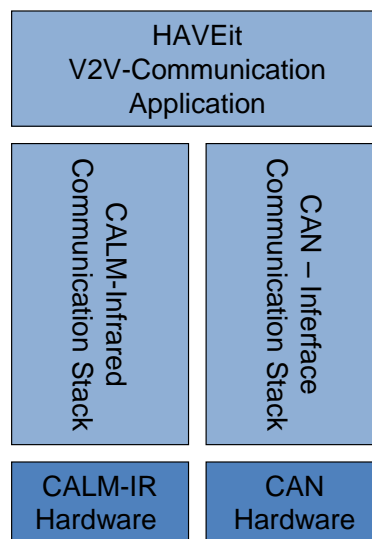 HAVEit
V2V-Communication
Application
CALM-Infrared
Communication Stack
CAN – Inferface
Communication Stack
CALM-IR
Hardware
CAN
Hardware